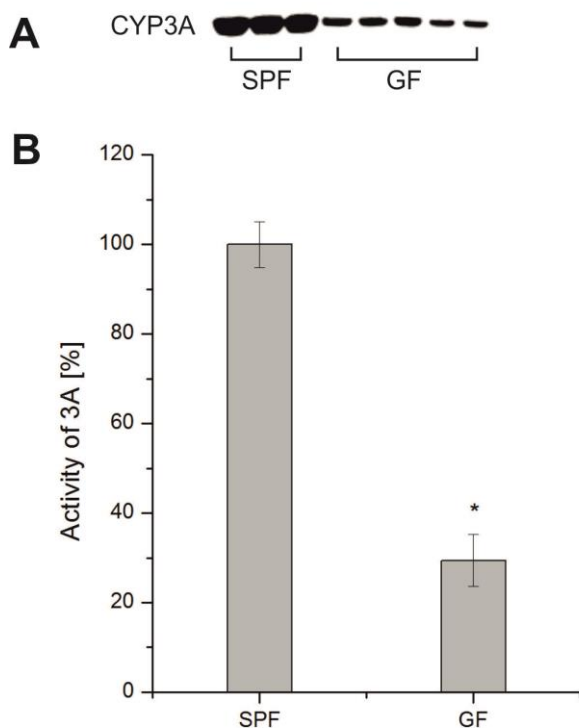 A
CYP3A
SPF GF
B
Activity of 3A [%]
120
100
80
60
40
20
0
*
SPF GF